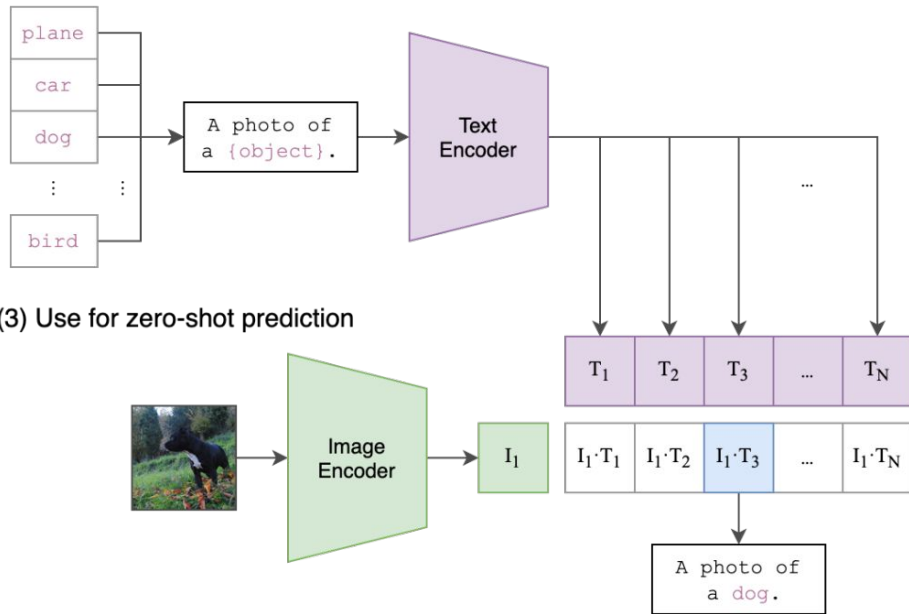 plane
car
dog
⋮ ⋮
bird
A photo of
a {object}.
Text
Encoder
...
(3) Use for zero-shot prediction
Image
Encoder
I1
T1 T2 T3 ... TN
I1·T1 I1·T2 I1·T3 ... I1·TN
A photo of
a dog.